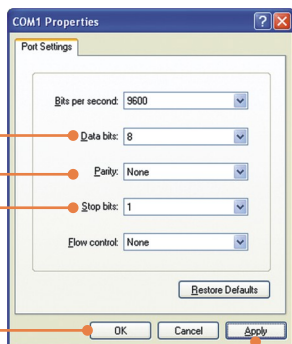 COM1 Properties
Port Settings
Bits per second: 9600
Data bits: 8
Parity: None
Stop bits: 1
Flow control: None
Restore Defaults
OK Cancel Apply